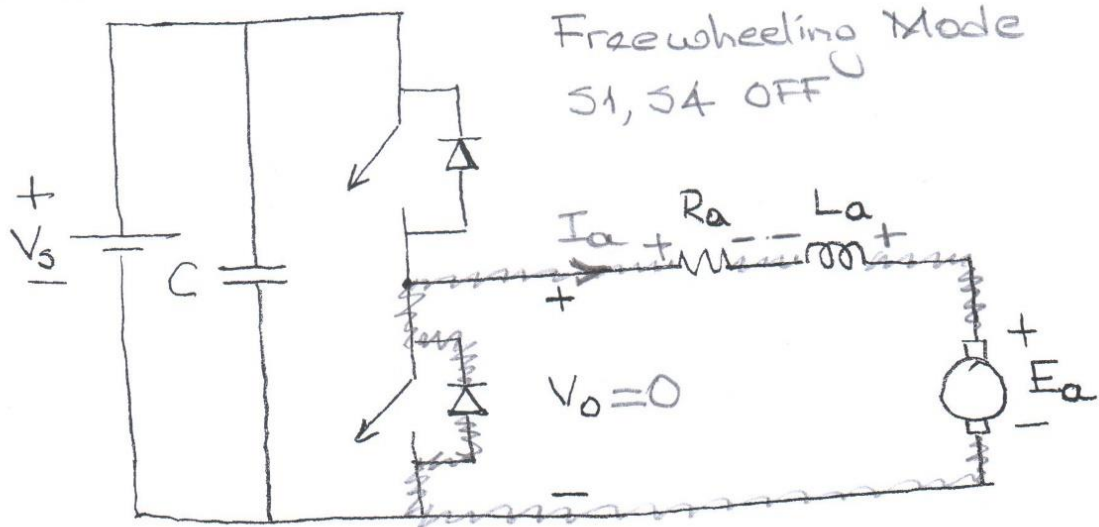 Freewheeling Mode
S1, S4 OFF
+
Vs
−
C
Ia
+
Ra
- · -
La
+
+
Vo = 0
−
+
Ea
−